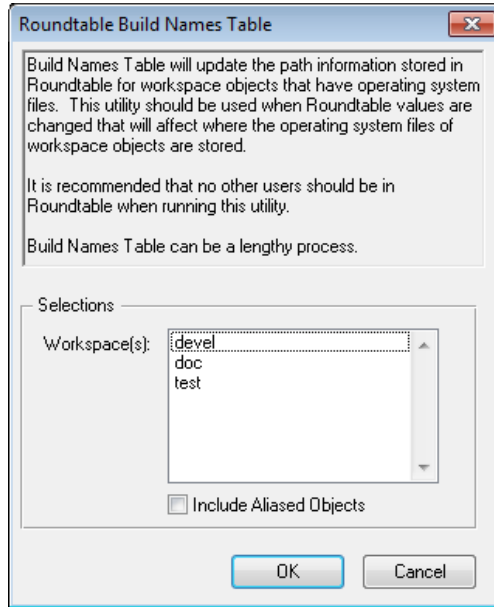 Roundtable Build Names Table
Build Names Table will update the path information stored in
Roundtable for workspace objects that have operating system
files.  This utility should be used when Roundtable values are
changed that will affect where the operating system files of
workspace objects are stored.
It is recommended that no other users should be in
Roundtable when running this utility.
Build Names Table can be a lengthy process.
Selections
Workspace(s):
devel
doc
test
Include Aliased Objects
OK
Cancel